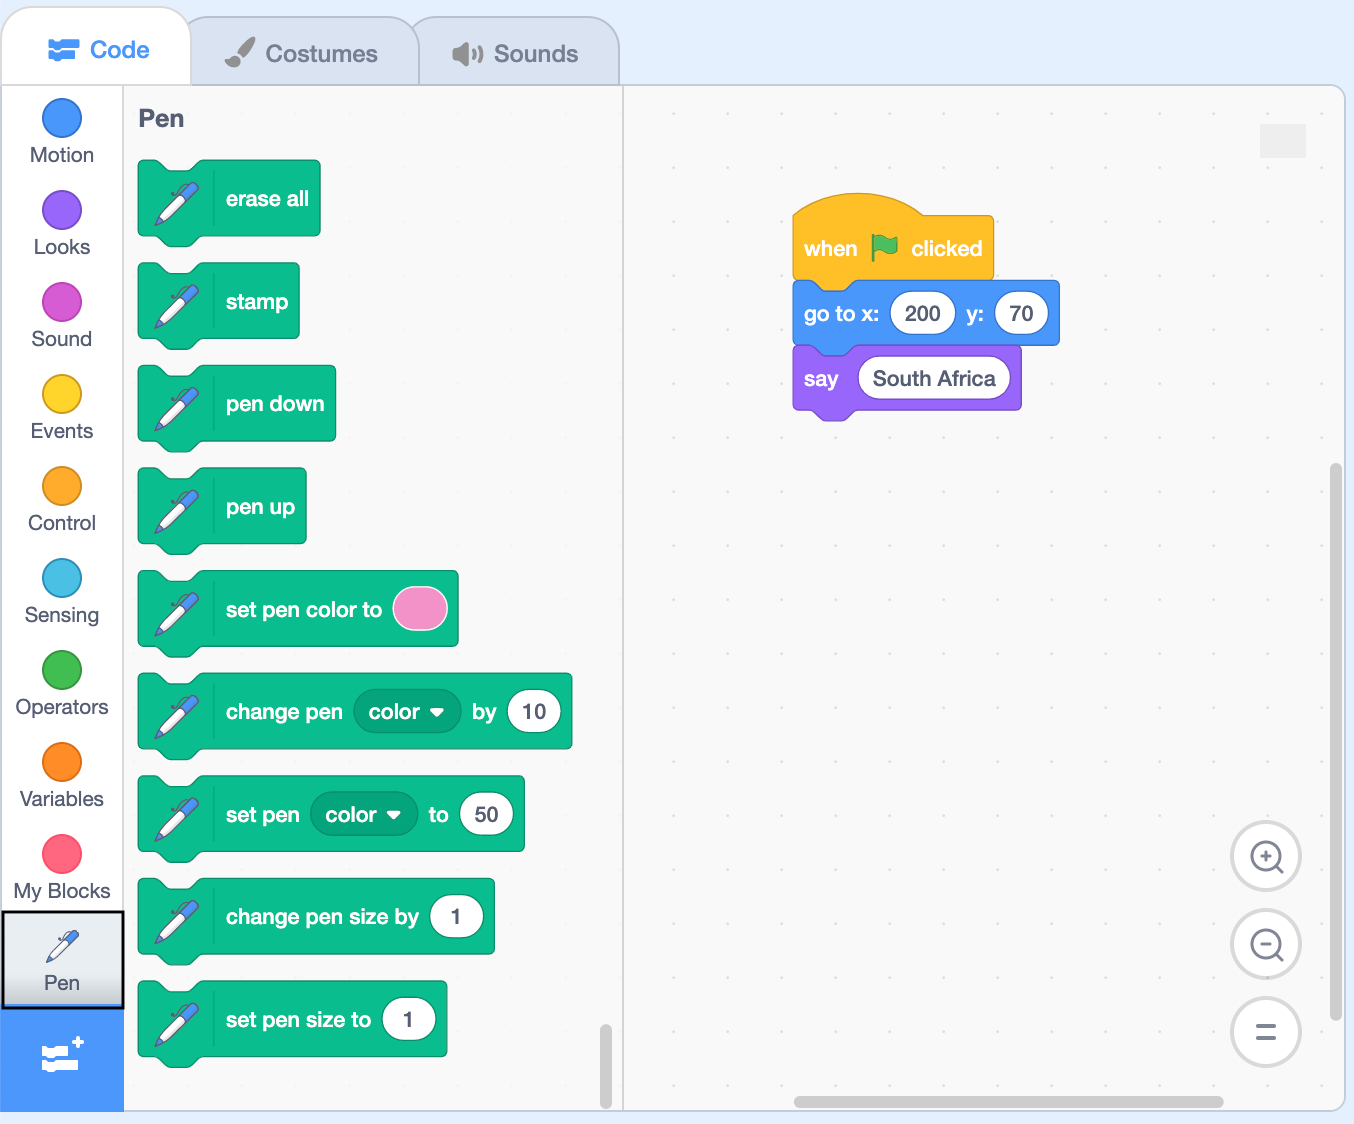 Code
Costumes
Sounds
Motion
Looks
Sound
Events
Control
Sensing
Operators
Variables
My Blocks
Pen
Pen
erase all
stamp
pen down
pen up
set pen color to
change pen color by 10
set pen color to 50
change pen size by 1
set pen size to 1
when clicked
go to x: 200 y: 70
say South Africa